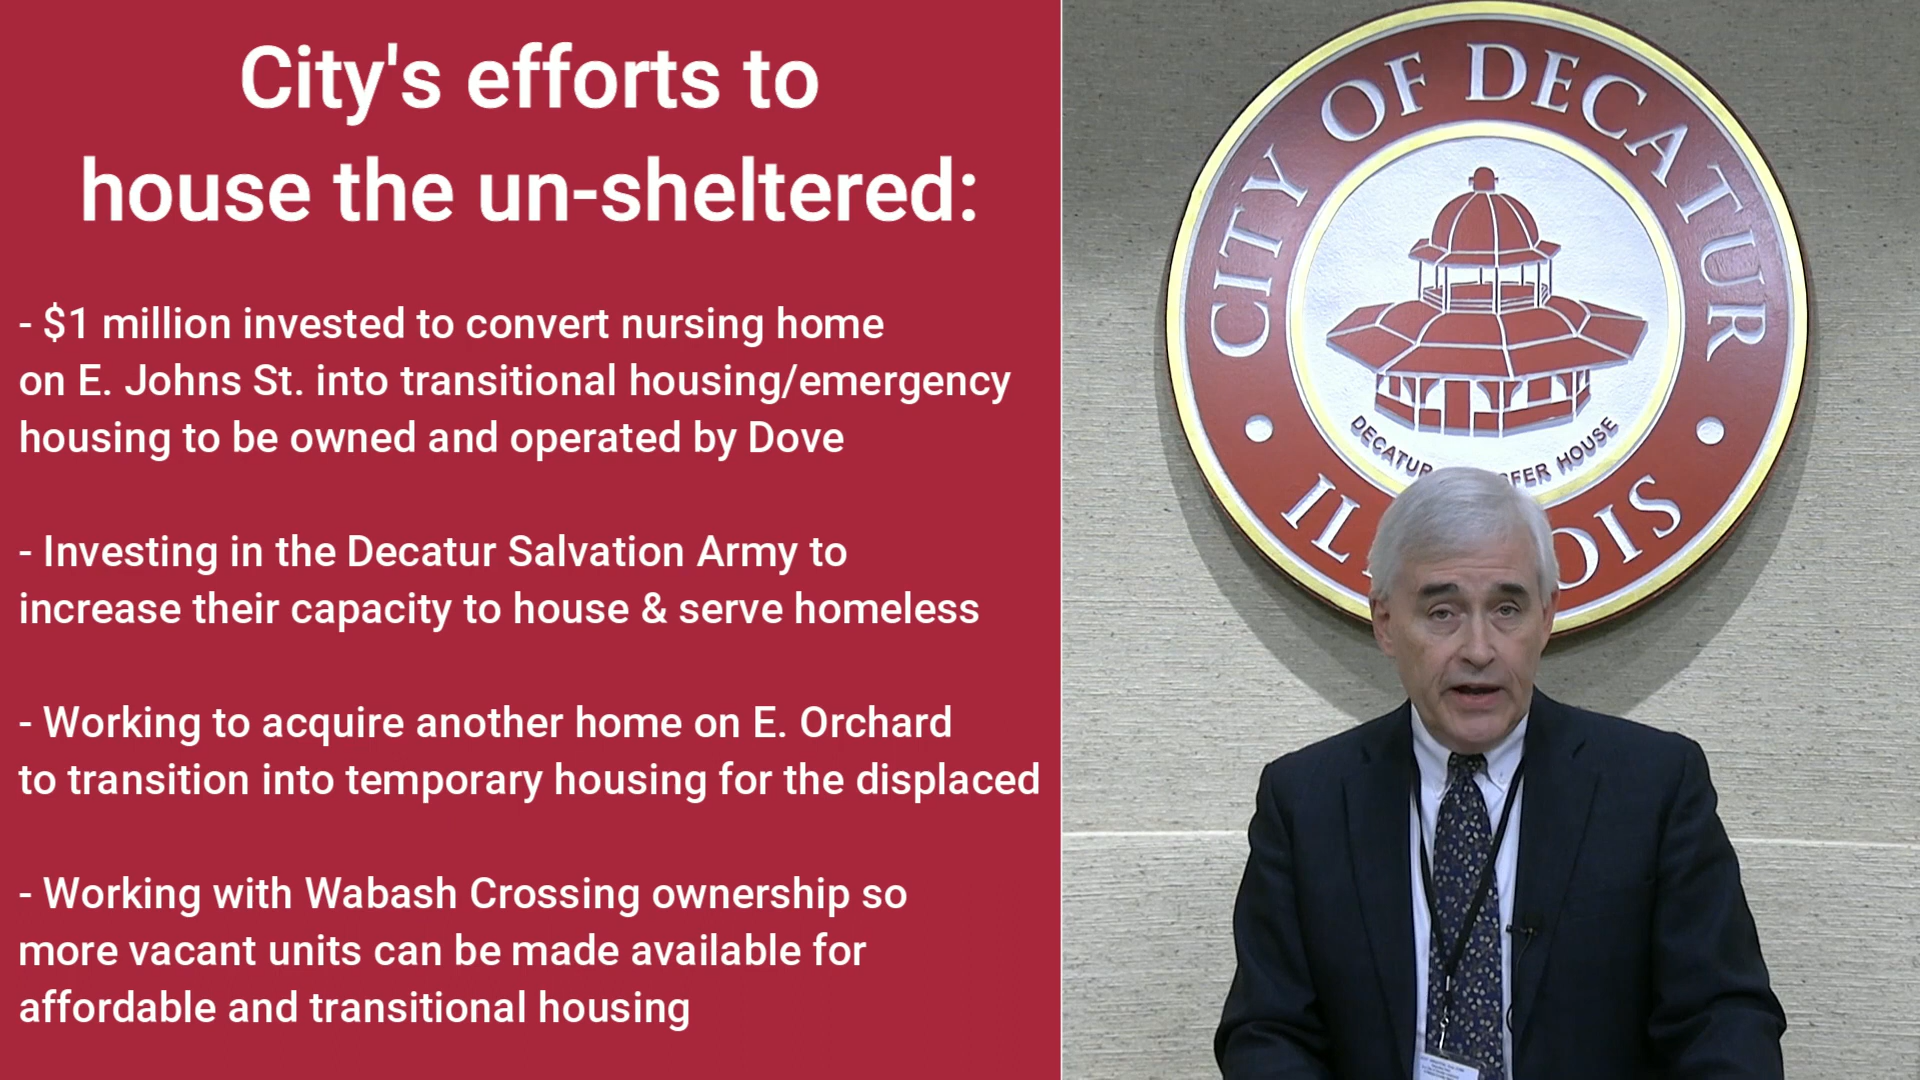 City's efforts to
house the un-sheltered:
- $1 million invested to convert nursing home
on E. Johns St. into transitional housing/emergency
housing to be owned and operated by Dove
- Investing in the Decatur Salvation Army to
increase their capacity to house & serve homeless
- Working to acquire another home on E. Orchard
to transition into temporary housing for the displaced
- Working with Wabash Crossing ownership so
more vacant units can be made available for
affordable and transitional housing
CITY OF DECATUR
DECATUR HOUSE